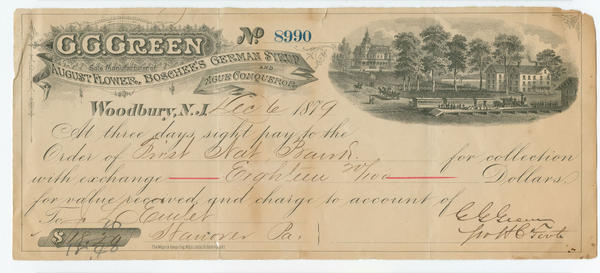 G.G. GREEN
No 8990
Sole Manufacturer of
AUGUST FLOWER, BOSCHEE'S GERMAN SYRUP
AND
AGUE CONQUEROR.
Woodbury, N.J. Dec 6 1879
At three days, sight pay to the
Order of First Nat Bank for collection
with exchange Eighteen /100 Dollars,
for value received, and charge to account of
To Emlet G G Green
Hanover Pa. H C
$18.